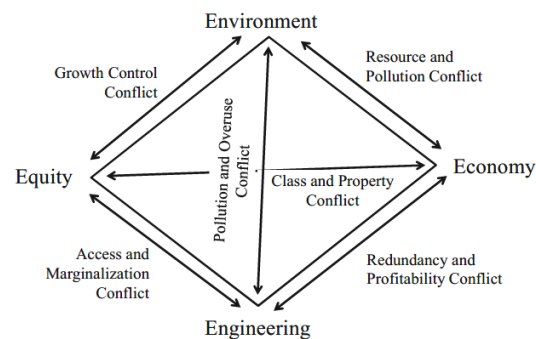 Environment
Growth Control
Conflict
Resource and
Pollution Conflict
Pollution and Overuse
Conflict
Equity
Economy
Class and Property
Conflict
Access and
Marginalization
Conflict
Redundancy and
Profitability Conflict
Engineering